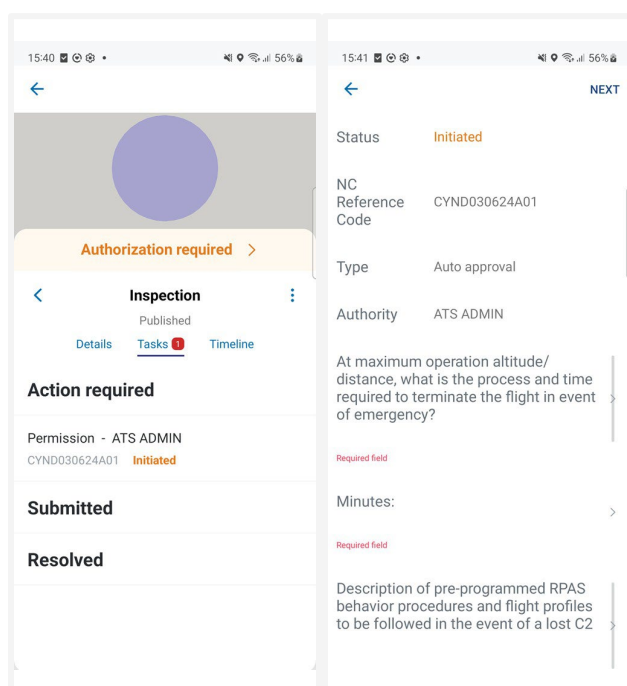 15:40
56%
Authorization required
Inspection
Published
Details Tasks 1 Timeline
Action required
Permission - ATS ADMIN
CYND030624A01 Initiated
Submitted
Resolved
15:41
56%
NEXT
Status Initiated
NC
Reference CYND030624A01
Code
Type Auto approval
Authority ATS ADMIN
At maximum operation altitude/
distance, what is the process and time
required to terminate the flight in event
of emergency?
Required field
Minutes:
Required field
Description of pre-programmed RPAS
behavior procedures and flight profiles
to be followed in the event of a lost C2